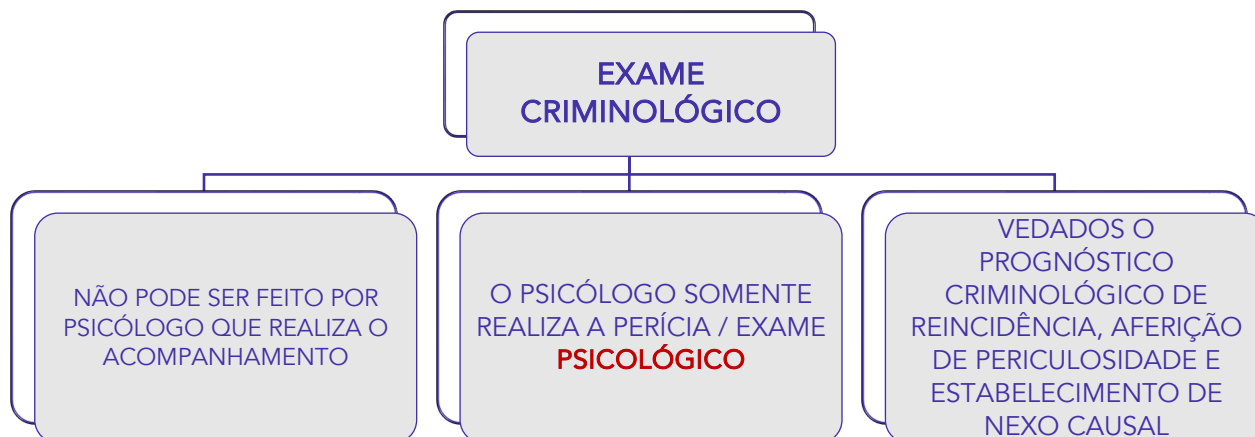 EXAME
CRIMINOLÓGICO
NÃO PODE SER FEITO POR
PSICÓLOGO QUE REALIZA O
ACOMPANHAMENTO
O PSICÓLOGO SOMENTE
REALIZA A PERÍCIA / EXAME
PSICOLÓGICO
VEDADOS O
PROGNÓSTICO
CRIMINOLÓGICO DE
REINCIDÊNCIA, AFERIÇÃO
DE PERICULOSIDADE E
ESTABELECIMENTO DE
NEXO CAUSAL